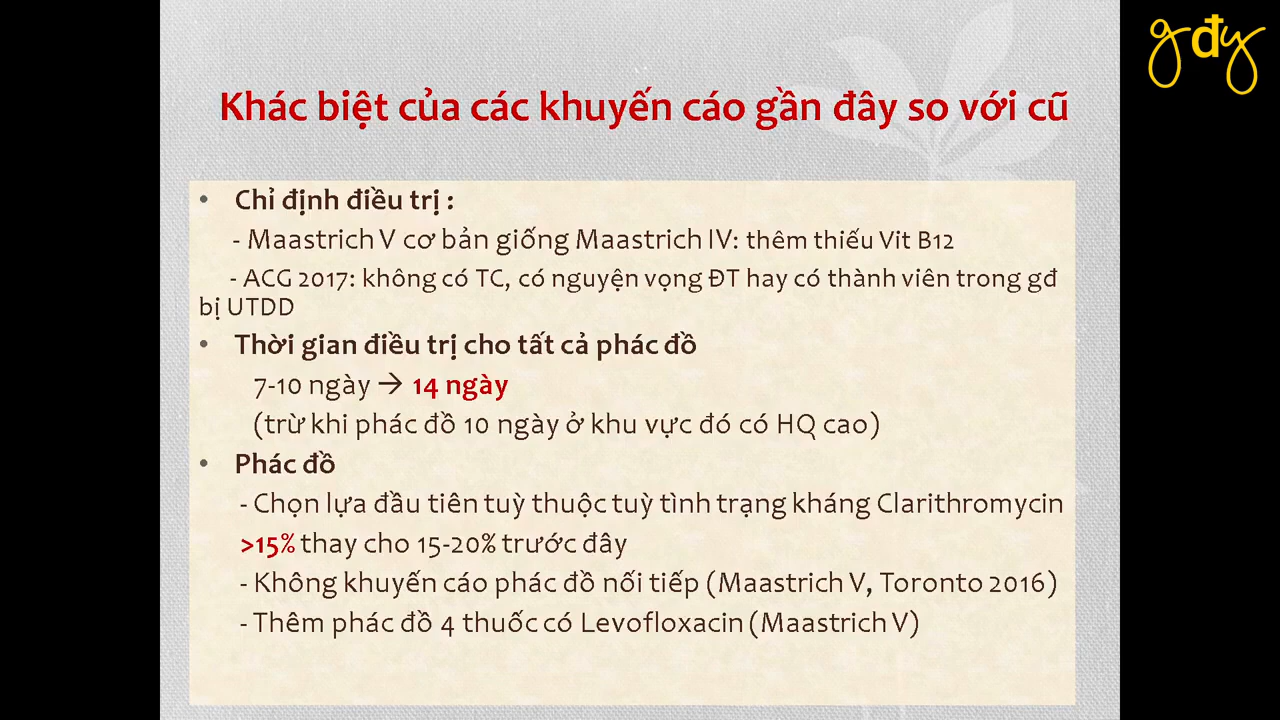 gđy
Khác biệt của các khuyến cáo gần đây so với cũ
• Chỉ định điều trị :
- Maastrich V cơ bản giống Maastrich IV: thêm thiếu Vit B12
- ACG 2017: không có TC, có nguyện vọng ĐT hay có thành viên trong gđ
bị UTDD
• Thời gian điều trị cho tất cả phác đồ
7-10 ngày → 14 ngày
(trừ khi phác đồ 10 ngày ở khu vực đó có HQ cao)
• Phác đồ
- Chọn lựa đầu tiên tuỳ thuộc tuỳ tình trạng kháng Clarithromycin
>15% thay cho 15-20% trước đây
- Không khuyến cáo phác đồ nối tiếp (Maastrich V, Toronto 2016)
- Thêm phác đồ 4 thuốc có Levofloxacin (Maastrich V)